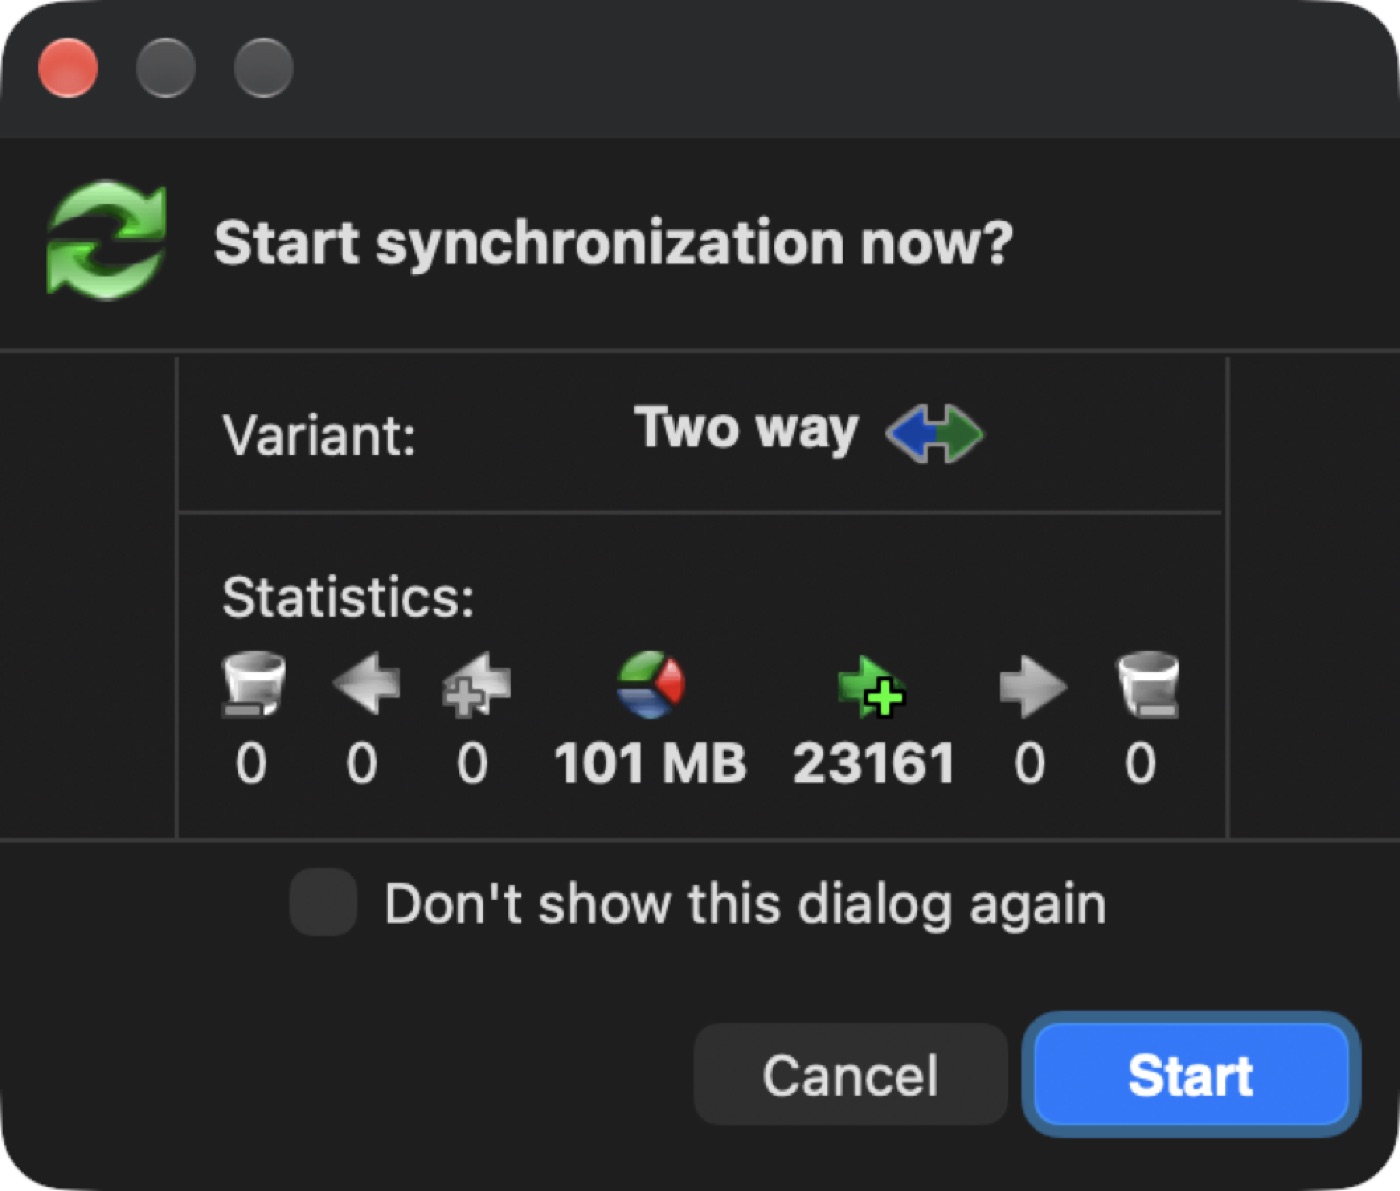 Start synchronization now?
Variant: Two way
Statistics:
0 0 0 101 MB 23161 0 0
Don't show this dialog again
Cancel Start